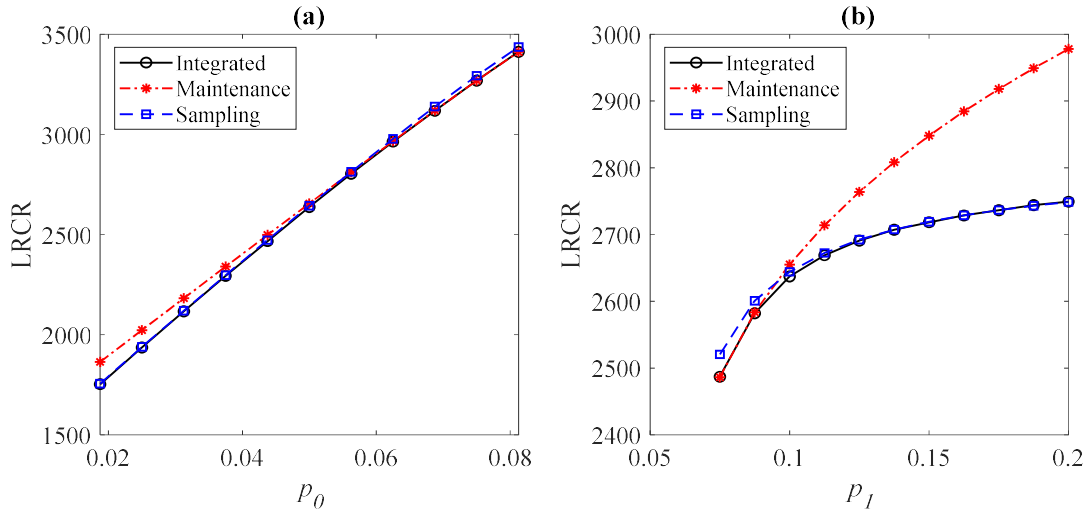 (a)
3500
3000
2500
2000
1500
LRCR
Integrated
Maintenance
Sampling
0.02
0.04
0.06
0.08
p0
(b)
3000
2900
2800
2700
2600
2500
2400
LRCR
Integrated
Maintenance
Sampling
0.05
0.1
0.15
0.2
p1